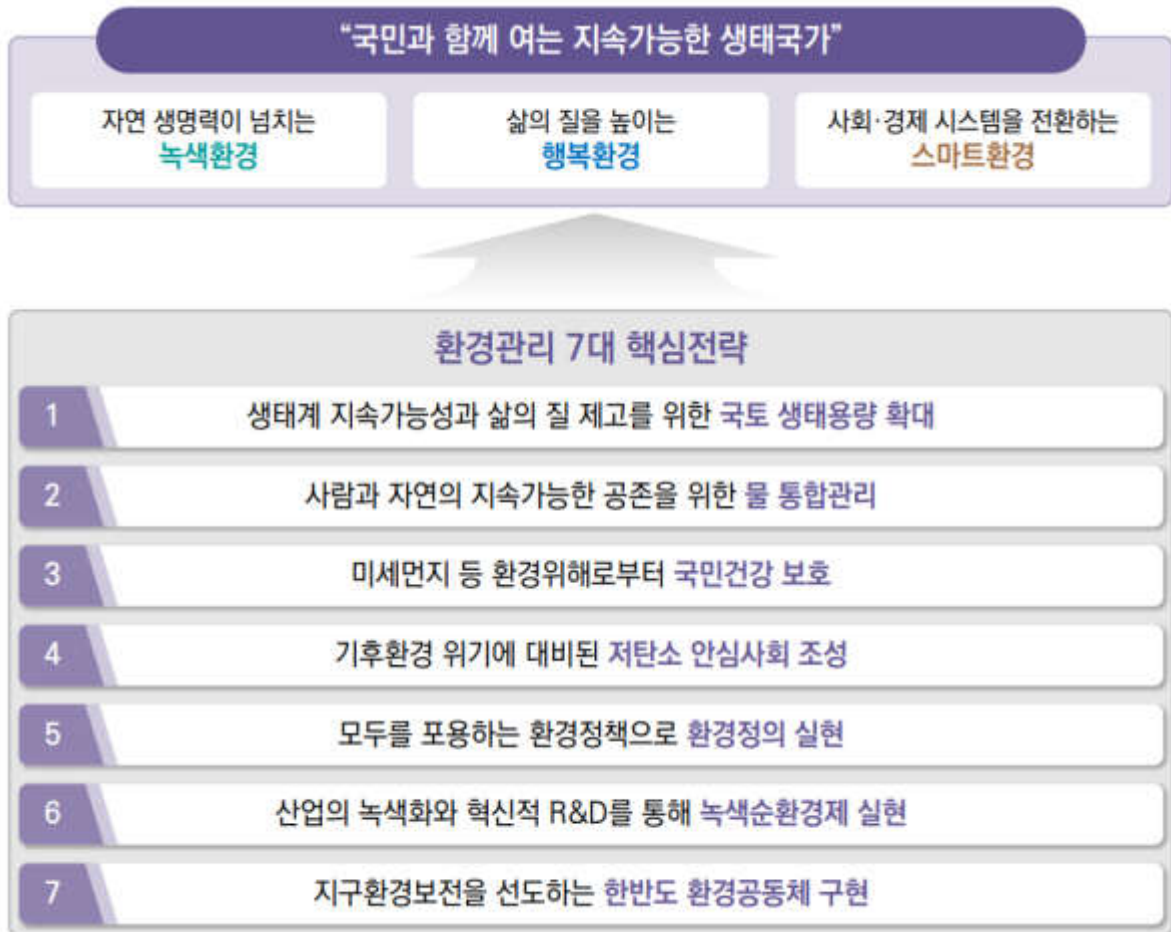 “국민과 함께 여는 지속가능한 생태국가”
자연 생명력이 넘치는
녹색환경
삶의 질을 높이는
행복환경
사회·경제 시스템을 전환하는
스마트환경
환경관리 7대 핵심전략
1 생태계 지속가능성과 삶의 질 제고를 위한 국토 생태용량 확대
2 사람과 자연의 지속가능한 공존을 위한 물 통합관리
3 미세먼지 등 환경위해로부터 국민건강 보호
4 기후환경 위기에 대비된 저탄소 안심사회 조성
5 모두를 포용하는 환경정책으로 환경정의 실현
6 산업의 녹색화와 혁신적 R&D를 통해 녹색순환경제 실현
7 지구환경보전을 선도하는 한반도 환경공동체 구현